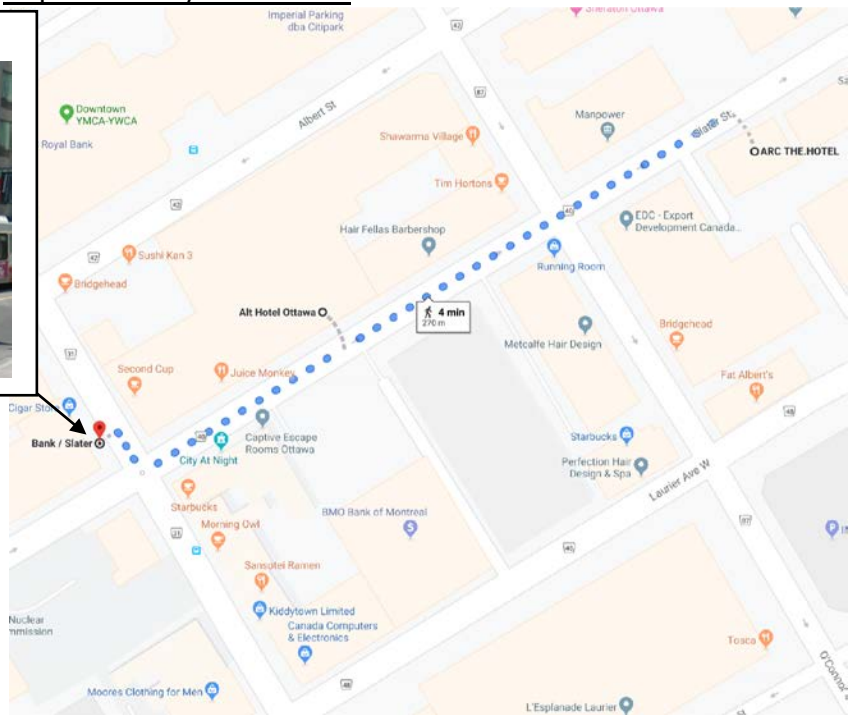 Imperial Parking
dba Citipark
Sheraton Ottawa
Downtown
YMCA-YWCA
Royal Bank
Albert St
Manpower
Slater St
ARC THE.HOTEL
Shawarma Village
Tim Hortons
EDC - Export
Development Canada...
Hair Fellas Barbershop
Running Room
Sushi Kan 3
Bridgehead
Alt Hotel Ottawa
4 min
270 m
Metcalfe Hair Design
Bridgehead
Second Cup
Juice Monkey
Fat Albert's
Cigar Store
Bank / Slater
City At Night
Captive Escape
Rooms Ottawa
Starbucks
Perfection Hair
Design & Spa
Laurier Ave W
Starbucks
Morning Owl
BMO Bank of Montreal
Sansotei Ramen
Kiddytown Limited
Canada Computers
& Electronics
Nuclear
Tosca
O'Connor
Moores Clothing for Men
L'Esplanade Laurier